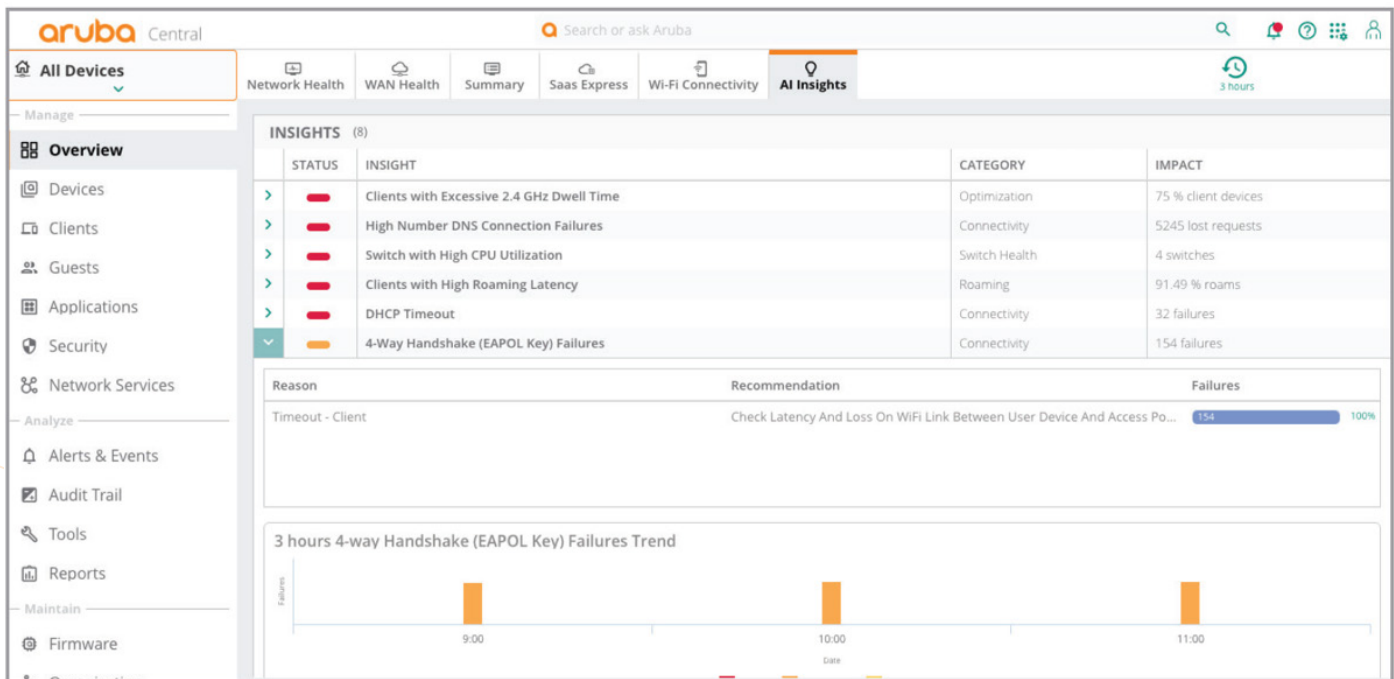 aruba Central
Search or ask Aruba
All Devices
Network Health
WAN Health
Summary
Saas Express
Wi-Fi Connectivity
AI Insights
3 hours
Manage
Overview
Devices
Clients
Guests
Applications
Security
Network Services
Analyze
Alerts & Events
Audit Trail
Tools
Reports
Maintain
Firmware
INSIGHTS (8)
STATUS INSIGHT CATEGORY IMPACT
Clients with Excessive 2.4 GHz Dwell Time Optimization 75 % client devices
High Number DNS Connection Failures Connectivity 5245 lost requests
Switch with High CPU Utilization Switch Health 4 switches
Clients with High Roaming Latency Roaming 91.49 % roams
DHCP Timeout Connectivity 32 failures
4-Way Handshake (EAPOL Key) Failures Connectivity 154 failures
Reason Recommendation Failures
Timeout - Client Check Latency And Loss On WiFi Link Between User Device And Access Po... 154 100%
3 hours 4-way Handshake (EAPOL Key) Failures Trend
Failures
9:00 10:00 11:00
Date